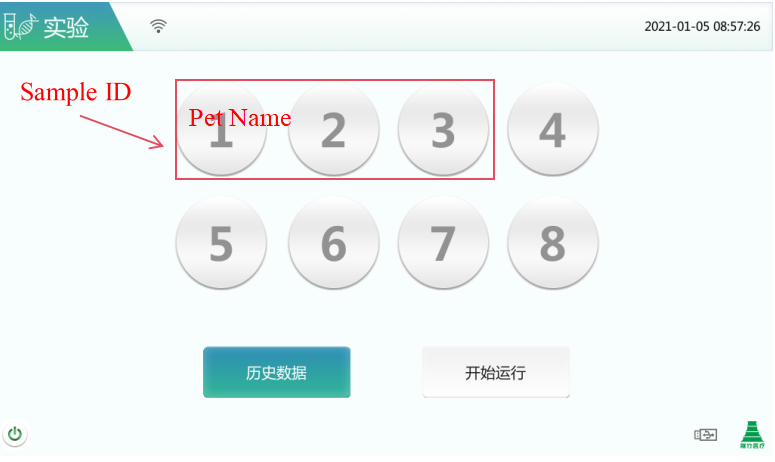 实验
2021-01-05 08:57:26
Sample ID
Pet Name
1 2 3 4
5 6 7 8
历史数据 开始运行